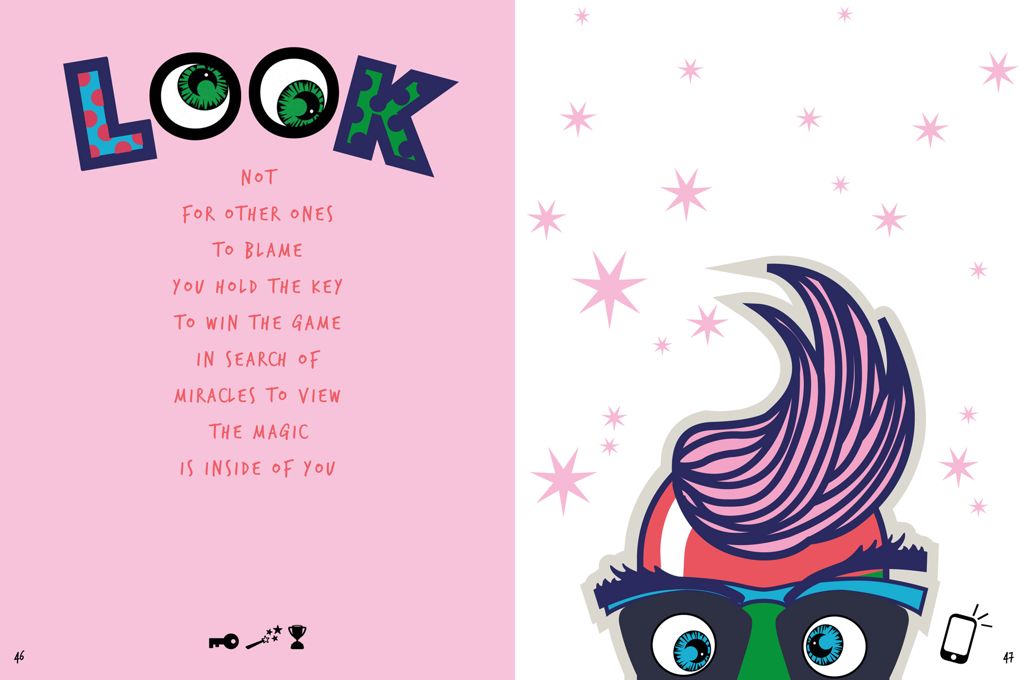 LOOK
NOT
FOR OTHER ONES
TO BLAME
YOU HOLD THE KEY
TO WIN THE GAME
IN SEARCH OF
MIRACLES TO VIEW
THE MAGIC
IS INSIDE OF YOU
46
47